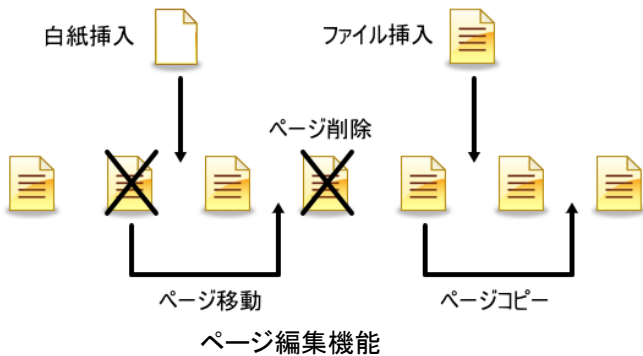 白紙挿入
ファイル挿入
ページ削除
ページ移動
ページコピー
ページ編集機能